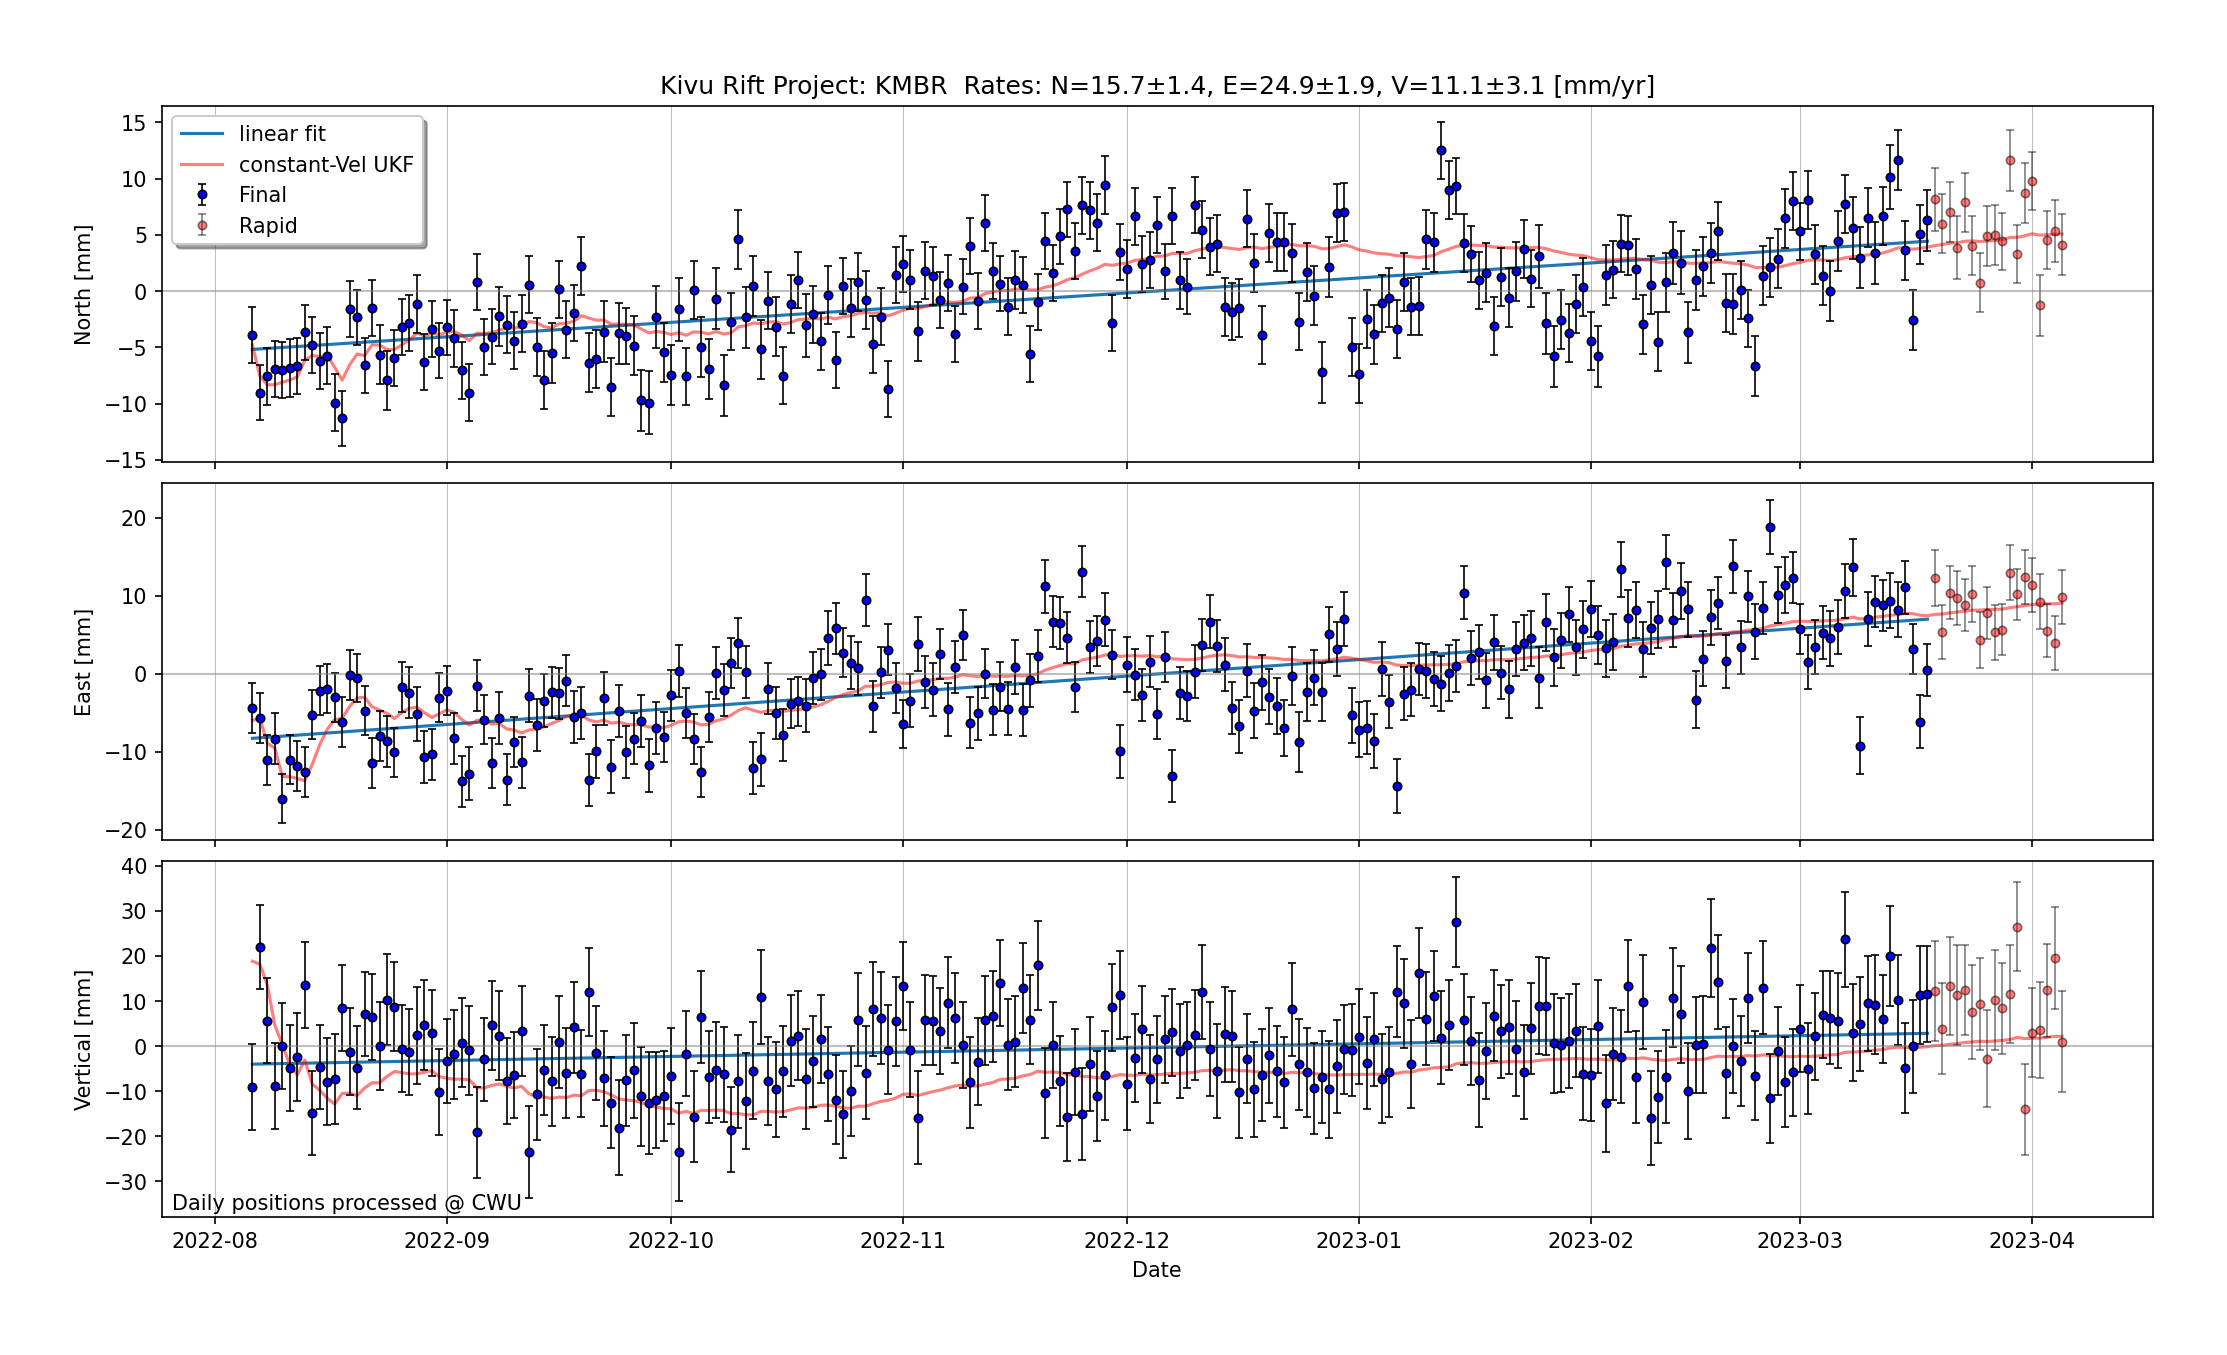 Kivu Rift Project: KMBR  Rates: N=15.7±1.4, E=24.9±1.9, V=11.1±3.1 [mm/yr]
North [mm]
15
10
5
0
−5
−10
−15
linear fit
constant-Vel UKF
Final
Rapid
East [mm]
20
10
0
−10
−20
Vertical [mm]
40
30
20
10
0
−10
−20
−30
Daily positions processed @ CWU
2022-08 2022-09 2022-10 2022-11 2022-12 2023-01 2023-02 2023-03 2023-04
Date